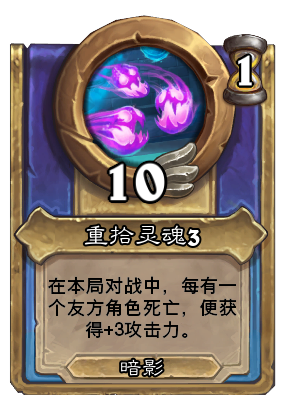 1
10
重拾灵魂3
在本局对战中，每有一
个友方角色死亡，便获
得+3攻击力。
暗影